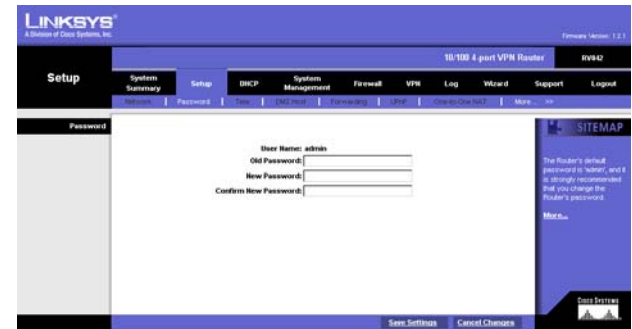 LINKSYS®
A Division of Cisco Systems, Inc.
Firmware Version: 1.2.1
10/100 4-port VPN Router
RV042
Setup
System Summary
Setup
DHCP
System Management
Firewall
VPN
Log
Wizard
Support
Logout
Network | Password | Time | DMZ Host | Forwarding | UPnP | One-to-One NAT | More... >>
Password
SITEMAP
User Name: admin
Old Password:
New Password:
Confirm New Password:
The Router's default
password is 'admin', and it
is strongly recommended
that you change the
Router's password.
More...
Save Settings
Cancel Changes
CISCO SYSTEMS